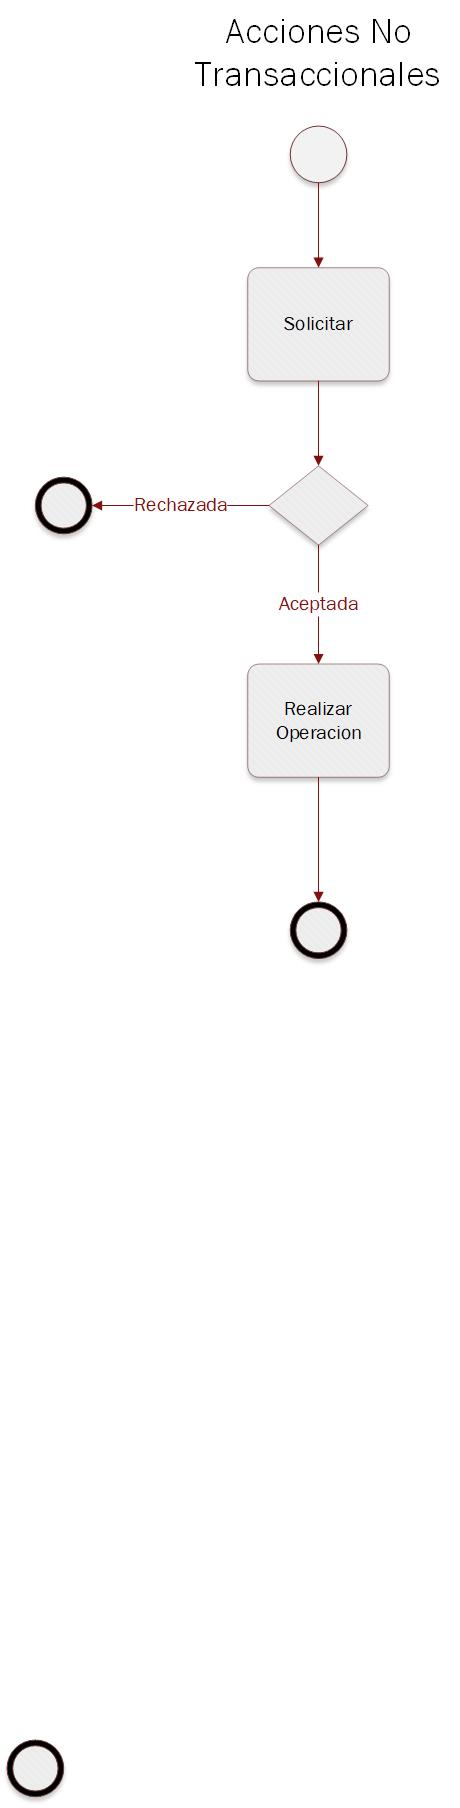 Acciones No
Transaccionales
Solicitar
Rechazada
Aceptada
Realizar
Operacion